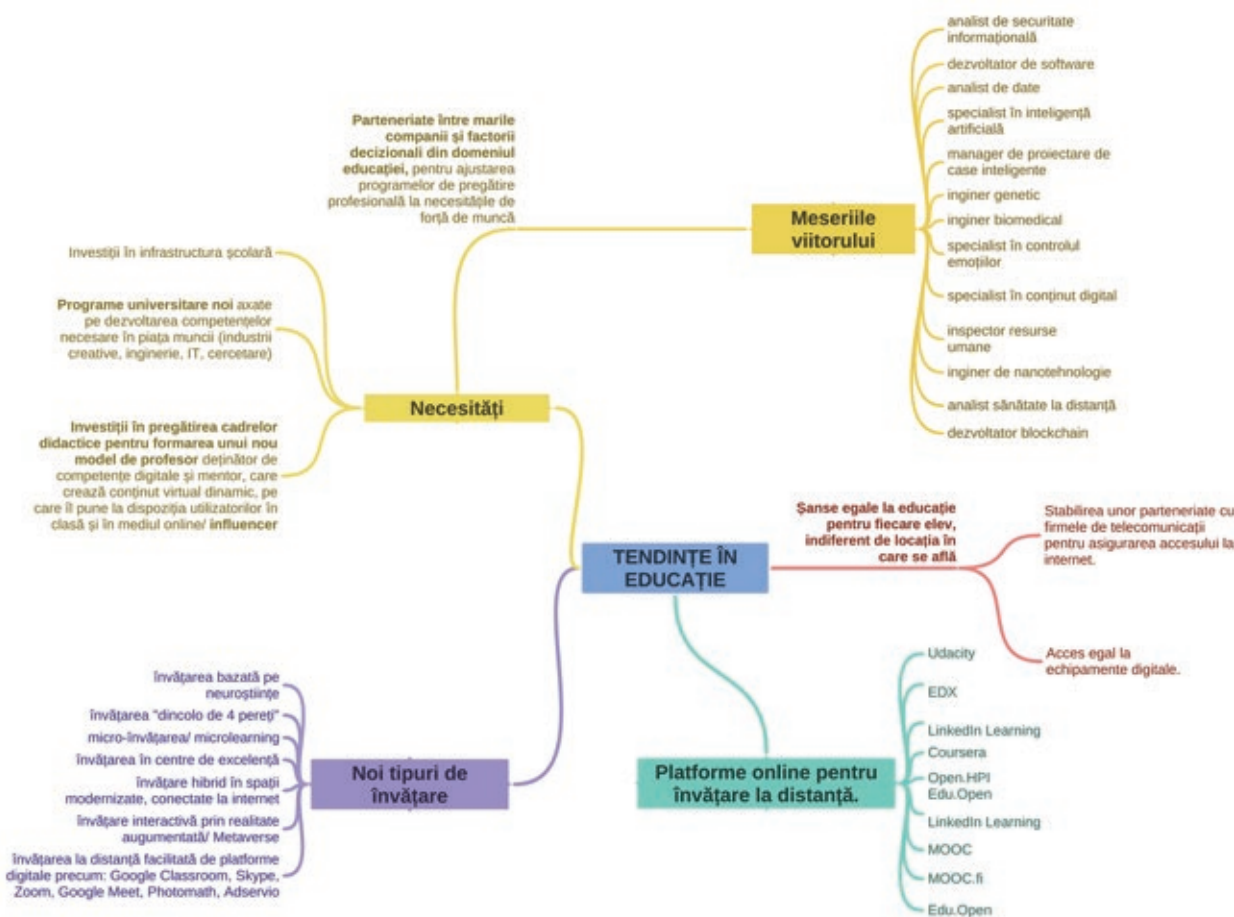 analist de securitate
informațională
dezvoltator de software
analist de date
specialist în inteligență
artificială
manager de proiectare de
case inteligente
inginer genetic
inginer biomedical
specialist în controlul
emoțiilor
specialist în conținut digital
inspector resurse
umane
inginer de nanotehnologie
analist sănătate la distanță
dezvoltator blockchain
Meseriile
viitorului
Parteneriate între marile
companii și factorii
decizionali din domeniul
educației, pentru ajustarea
programelor de pregătire
profesională la necesitățile de
forță de muncă
Investiții în infrastructura școlară
Programe universitare noi axate
pe dezvoltarea competențelor
necesare în piața muncii (industrii
creative, inginerie, IT, cercetare)
Necesități
Investiții în pregătirea cadrelor
didactice pentru formarea unui nou
model de profesor deținător de
competențe digitale și mentor, care
crează conținut virtual dinamic, pe
care îl pune la dispoziția utilizatorilor în
clasă și în mediul online/ influencer
TENDINȚE ÎN
EDUCAȚIE
Șanse egale la educație
pentru fiecare elev,
indiferent de locația în
care se află
Stabilirea unor parteneriate cu
firmele de telecomunicații
pentru asigurarea accesului la
internet.
Acces egal la
echipamente digitale.
învățarea bazată pe
neuroștiințe
învățarea "dincolo de 4 pereți"
micro-învățarea/ microlearning
învățarea în centre de excelență
învățare hibrid în spații
modernizate, conectate la internet
învățare interactivă prin realitate
augumentată/ Metaverse
învățarea la distanță facilitată de platforme
digitale precum: Google Classroom, Skype,
Zoom, Google Meet, Photomath, Adservio
Noi tipuri de
învățare
Platforme online pentru
învățare la distanță.
Udacity
EDX
LinkedIn Learning
Coursera
Open.HPI
Edu.Open
LinkedIn Learning
MOOC
MOOC.fi
Edu.Open